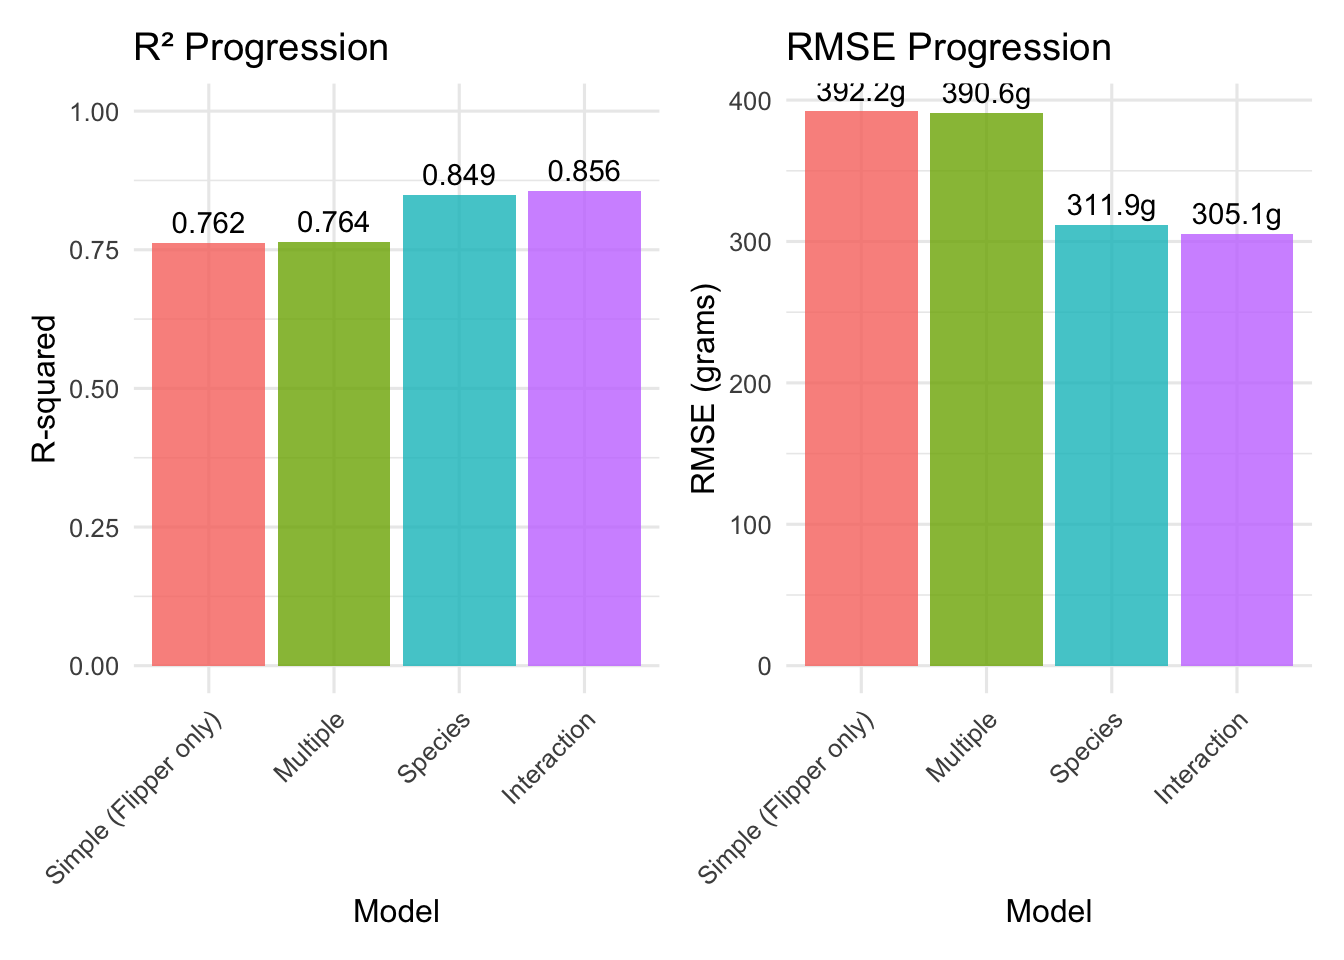 R² Progression
1.00
0.75
0.50
0.25
0.00
R-squared
0.762
0.764
0.849
0.856
Simple (Flipper only)
Multiple
Species
Interaction
Model
RMSE Progression
400
300
200
100
0
RMSE (grams)
392.2g
390.6g
311.9g
305.1g
Simple (Flipper only)
Multiple
Species
Interaction
Model